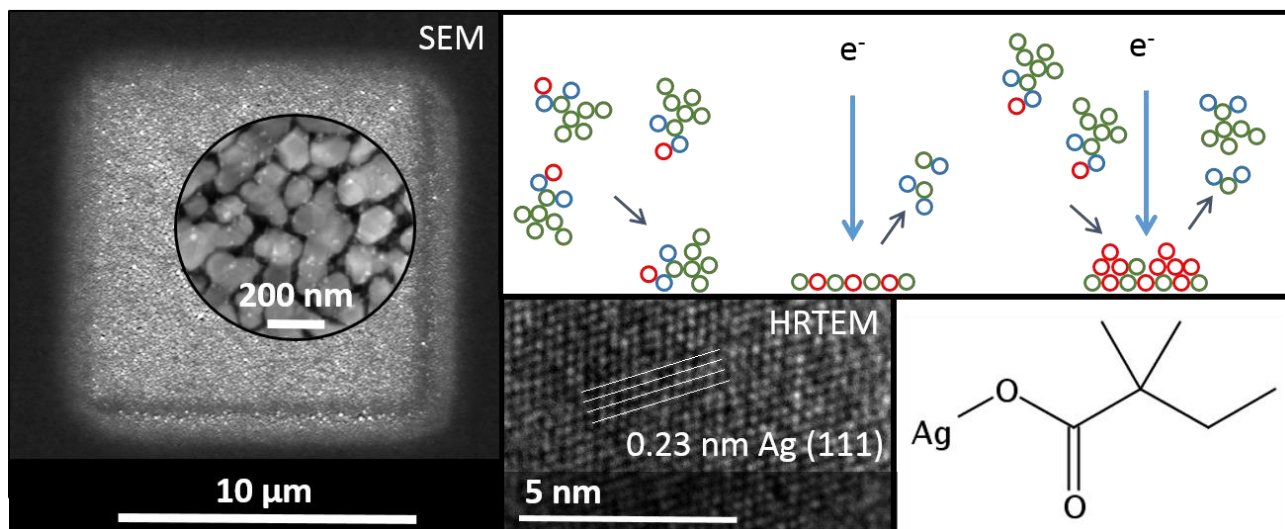 SEM
200 nm
10 µm
e⁻
e⁻
HRTEM
0.23 nm Ag (111)
5 nm
O
Ag
O